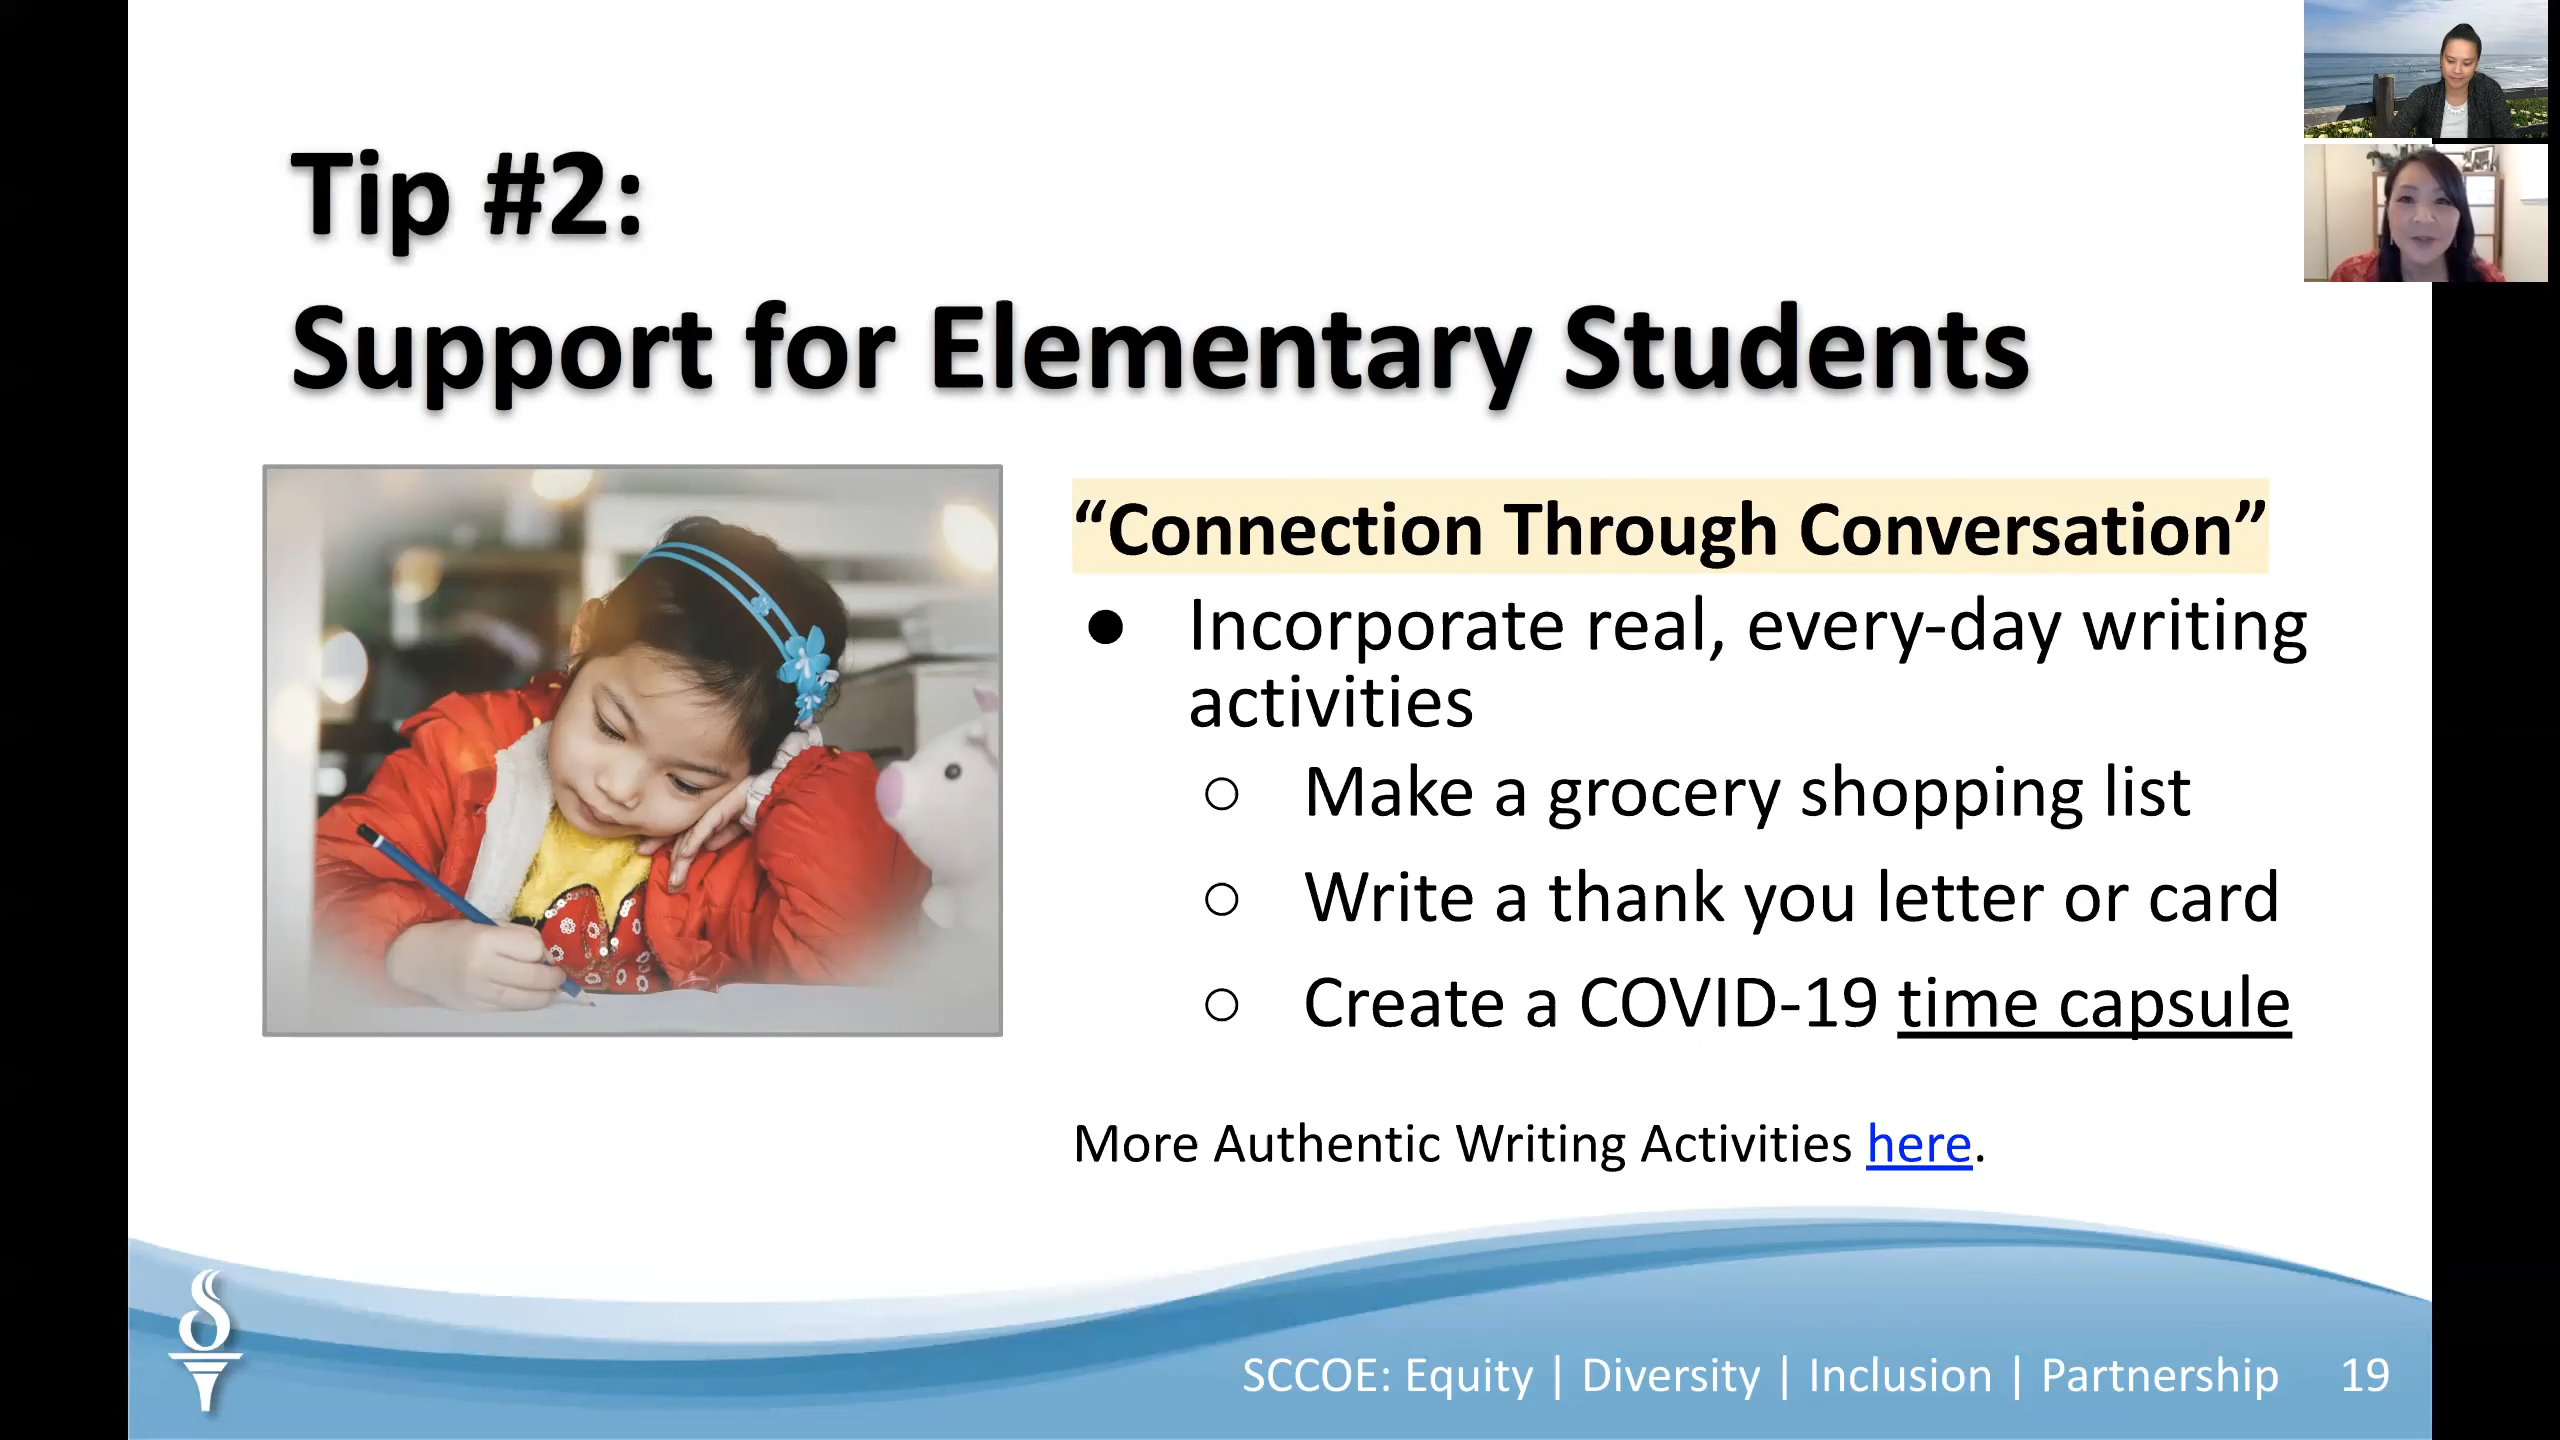 Tip #2:
Support for Elementary Students
“Connection Through Conversation”
● Incorporate real, every-day writing
activities
○ Make a grocery shopping list
○ Write a thank you letter or card
○ Create a COVID-19 time capsule
More Authentic Writing Activities here.
SCCOE: Equity | Diversity | Inclusion | Partnership 19